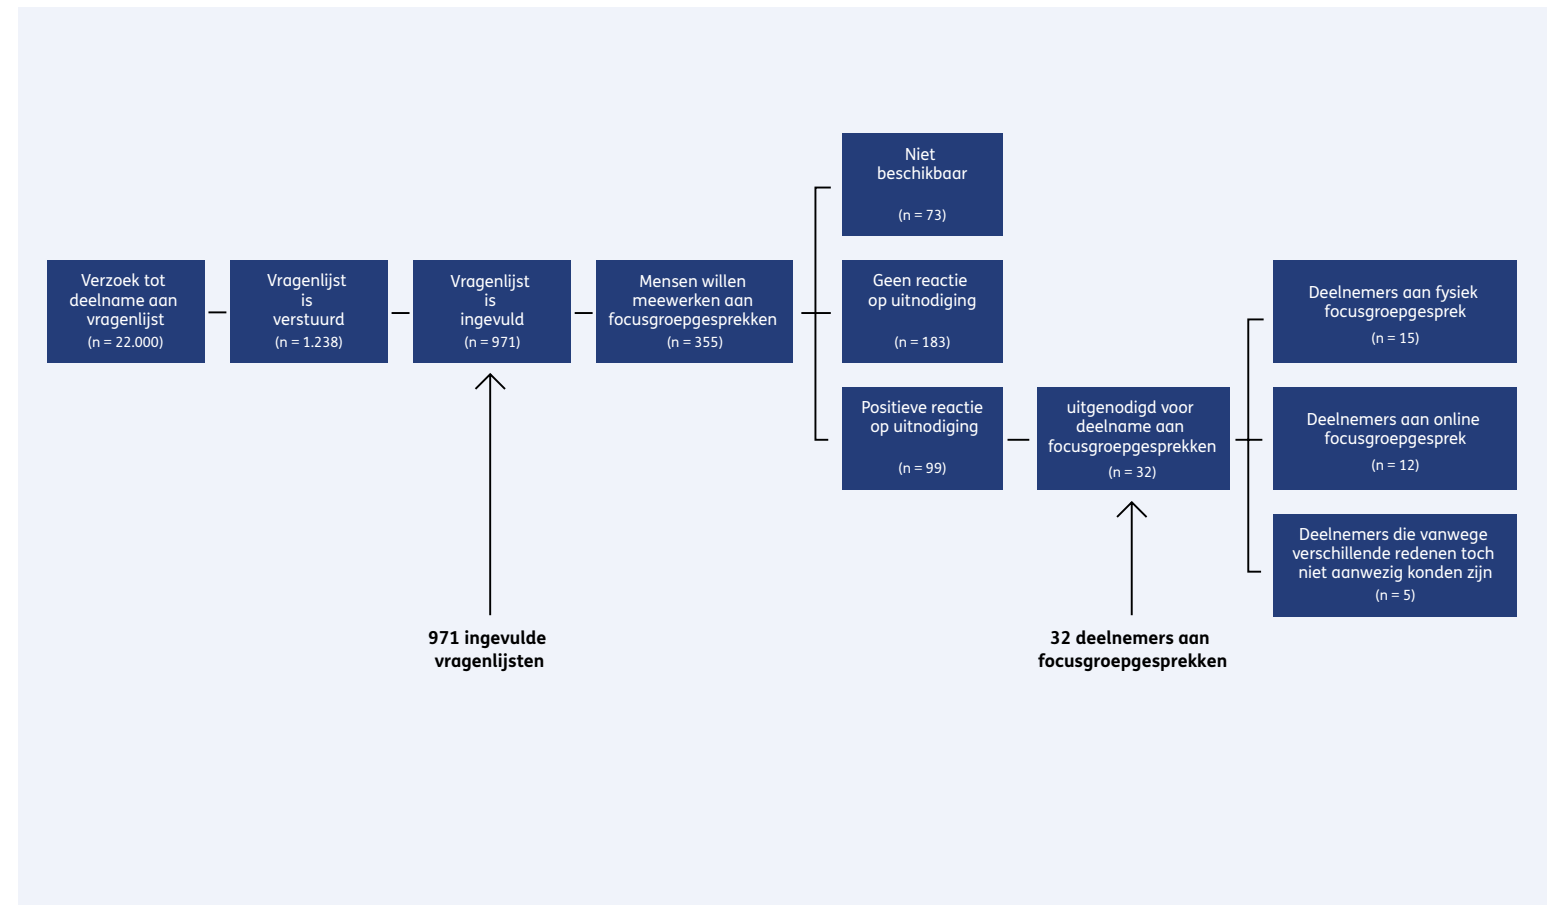 Verzoek tot
deelname aan
vragenlijst
(n = 22.000)
Vragenlijst
is
verstuurd
(n = 1.238)
Vragenlijst
is
ingevuld
(n = 971)
Mensen willen
meewerken aan
focusgroepgesprekken
(n = 355)
Niet
beschikbaar
(n = 73)
Geen reactie
op uitnodiging
(n = 183)
Positieve reactie
op uitnodiging
(n = 99)
uitgenodigd voor
deelname aan
focusgroepgesprekken
(n = 32)
Deelnemers aan fysiek
focusgroepgesprek
(n = 15)
Deelnemers aan online
focusgroepgesprek
(n = 12)
Deelnemers die vanwege
verschillende redenen toch
niet aanwezig konden zijn
(n = 5)
971 ingevulde
vragenlijsten
32 deelnemers aan
focusgroepgesprekken